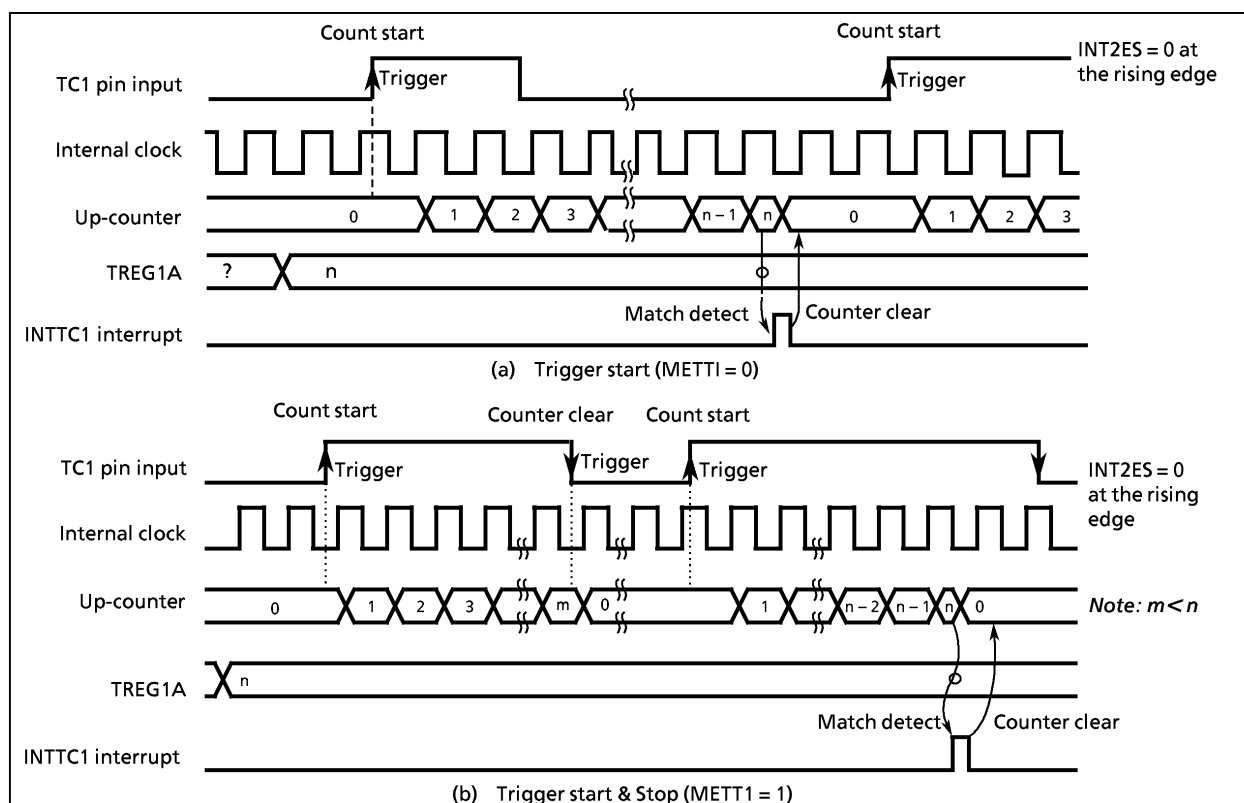 Count start
Count start
TC1 pin input
Trigger
Trigger
INT2ES = 0 at
the rising edge
Internal clock
Up-counter
0
1
2
3
n – 1
n
0
1
2
3
TREG1A
?
n
Match detect
Counter clear
INTTC1 interrupt
(a) Trigger start (METTI = 0)
Count start
Counter clear
Count start
TC1 pin input
Trigger
Trigger
Trigger
INT2ES = 0
at the rising
edge
Internal clock
Up-counter
0
1
2
3
m
0
1
n – 2
n – 1
n
0
Note: m < n
TREG1A
n
Match detect
Counter clear
INTTC1 interrupt
(b) Trigger start & Stop (METT1 = 1)